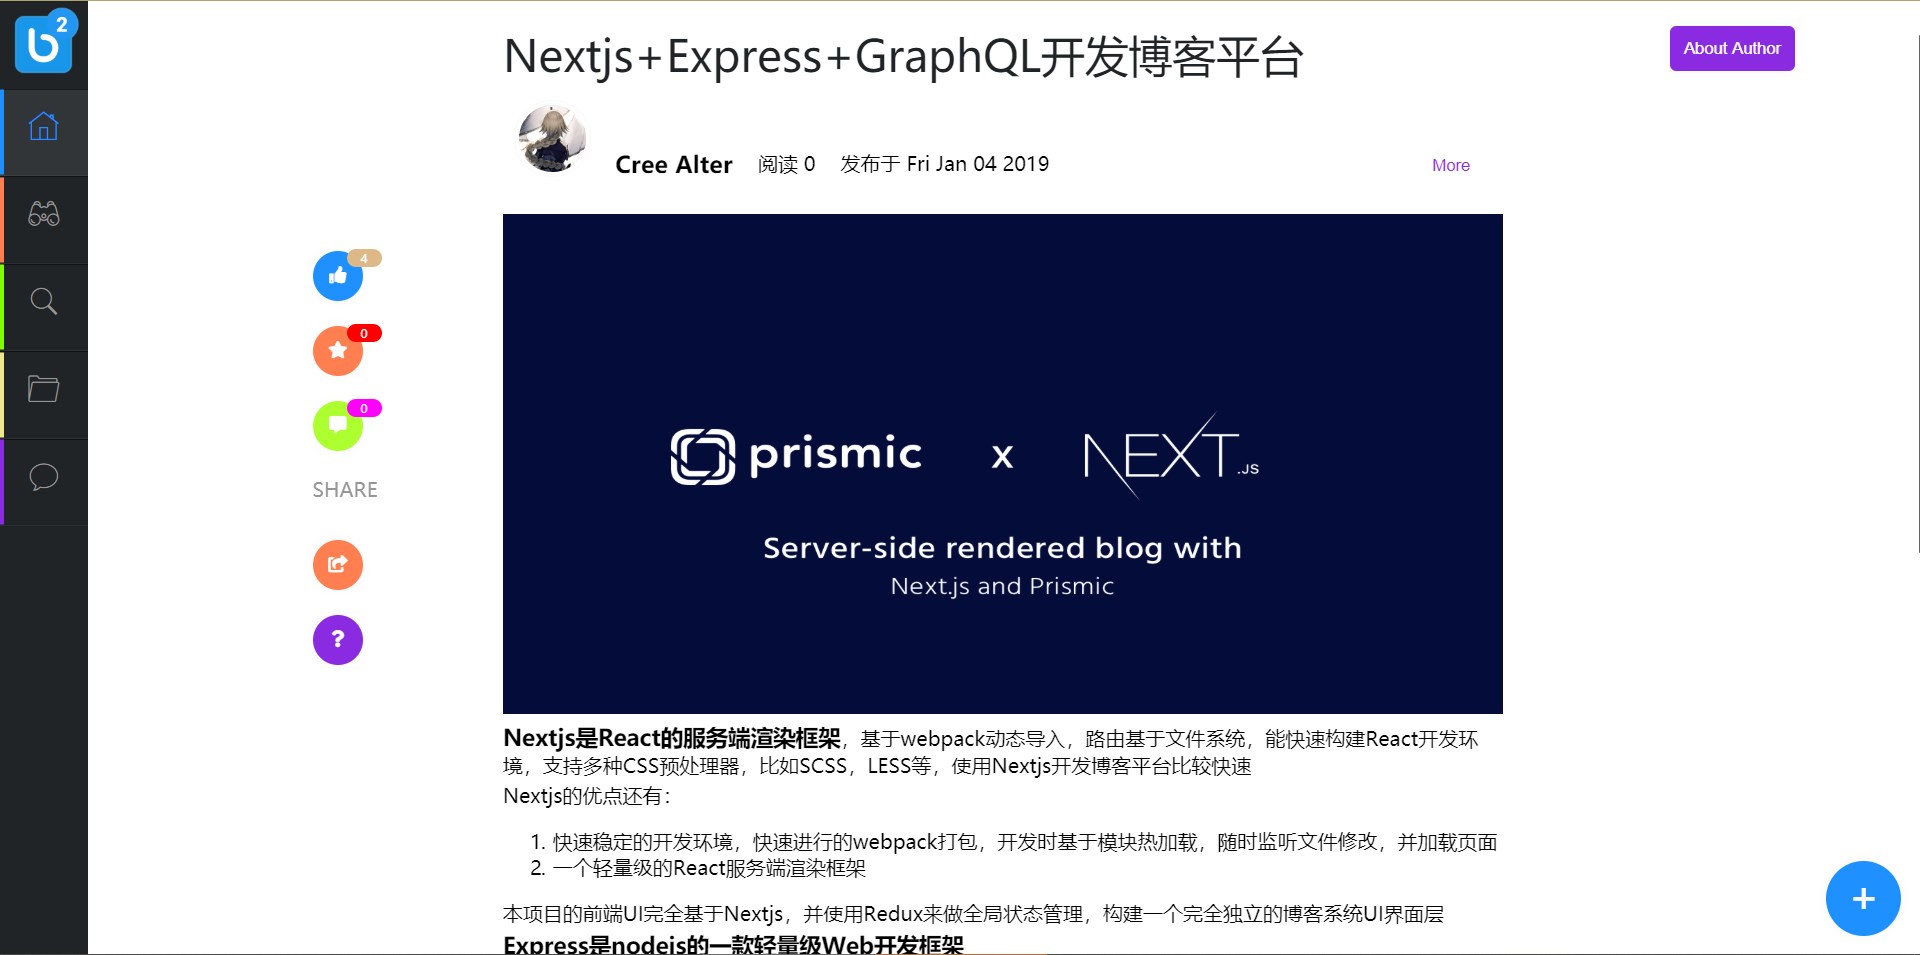 b2
Nextjs+Express+GraphQL开发博客平台
About Author
Cree Alter 阅读 0 发布于 Fri Jan 04 2019
More
4
0
0
SHARE
?
prismic x NEXT.JS
Server-side rendered blog with
Next.js and Prismic
Nextjs是React的服务端渲染框架，基于webpack动态导入，路由基于文件系统，能快速构建React开发环
境，支持多种CSS预处理器，比如SCSS，LESS等，使用Nextjs开发博客平台比较快速
Nextjs的优点还有：
1. 快速稳定的开发环境，快速进行的webpack打包，开发时基于模块热加载，随时监听文件修改，并加载页面
2. 一个轻量级的React服务端渲染框架
本项目的前端UI完全基于Nextjs，并使用Redux来做全局状态管理，构建一个完全独立的博客系统UI界面层
Express是nodejs的一款轻量级Web开发框架
+